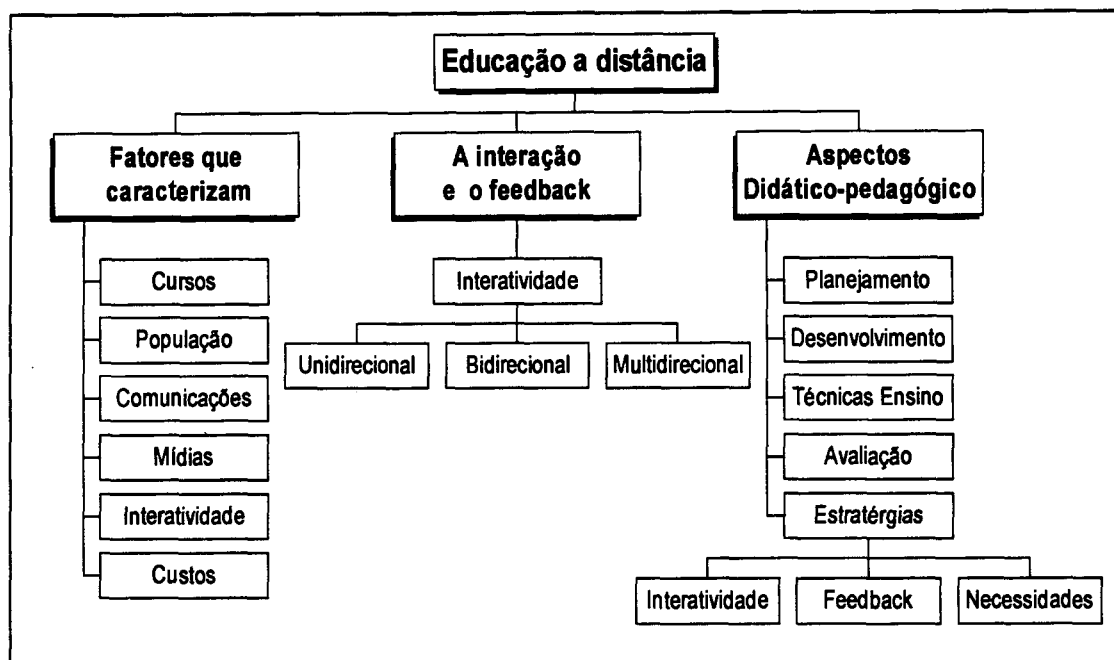 Educação a distância
Fatores que
caracterizam
A interação
e o feedback
Aspectos
Didático-pedagógico
Cursos
População
Comunicações
Mídias
Interatividade
Custos
Interatividade
Unidirecional
Bidirecional
Multidirecional
Planejamento
Desenvolvimento
Técnicas Ensino
Avaliação
Estratérgias
Interatividade
Feedback
Necessidades